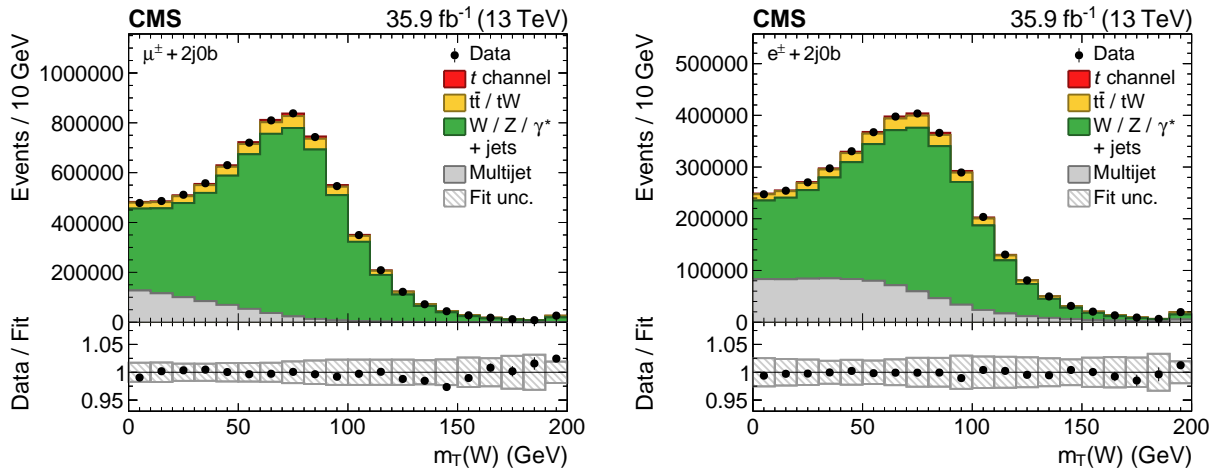 CMS 35.9 fb⁻¹ (13 TeV)
μ± + 2j0b
Events / 10 GeV
1000000
800000
600000
400000
200000
0
Data
t channel
tt̄ / tW
W / Z / γ*
+ jets
Multijet
Fit unc.
Data / Fit
1.05
1
0.95
0 50 100 150 200
m_T(W) (GeV)
CMS 35.9 fb⁻¹ (13 TeV)
e± + 2j0b
Events / 10 GeV
500000
400000
300000
200000
100000
0
Data
t channel
tt̄ / tW
W / Z / γ*
+ jets
Multijet
Fit unc.
Data / Fit
1.05
1
0.95
0 50 100 150 200
m_T(W) (GeV)